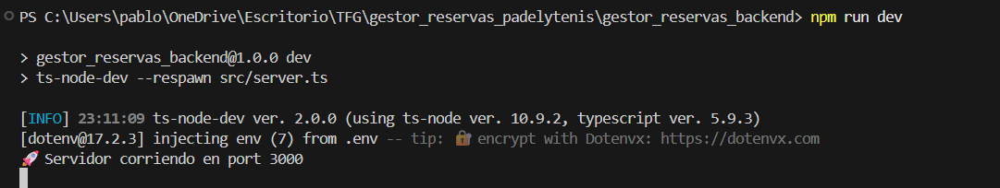 PS C:\Users\pablo\OneDrive\Escritorio\TFG\gestor_reservas_padelytenis\gestor_reservas_backend> npm run dev
> gestor_reservas_backend@1.0.0 dev
> ts-node-dev --respawn src/server.ts
[INFO] 23:11:09 ts-node-dev ver. 2.0.0 (using ts-node ver. 10.9.2, typescript ver. 5.9.3)
[dotenv@17.2.3] injecting env (7) from .env -- tip: 🔐 encrypt with Dotenvx: https://dotenvx.com
🚀 Servidor corriendo en port 3000